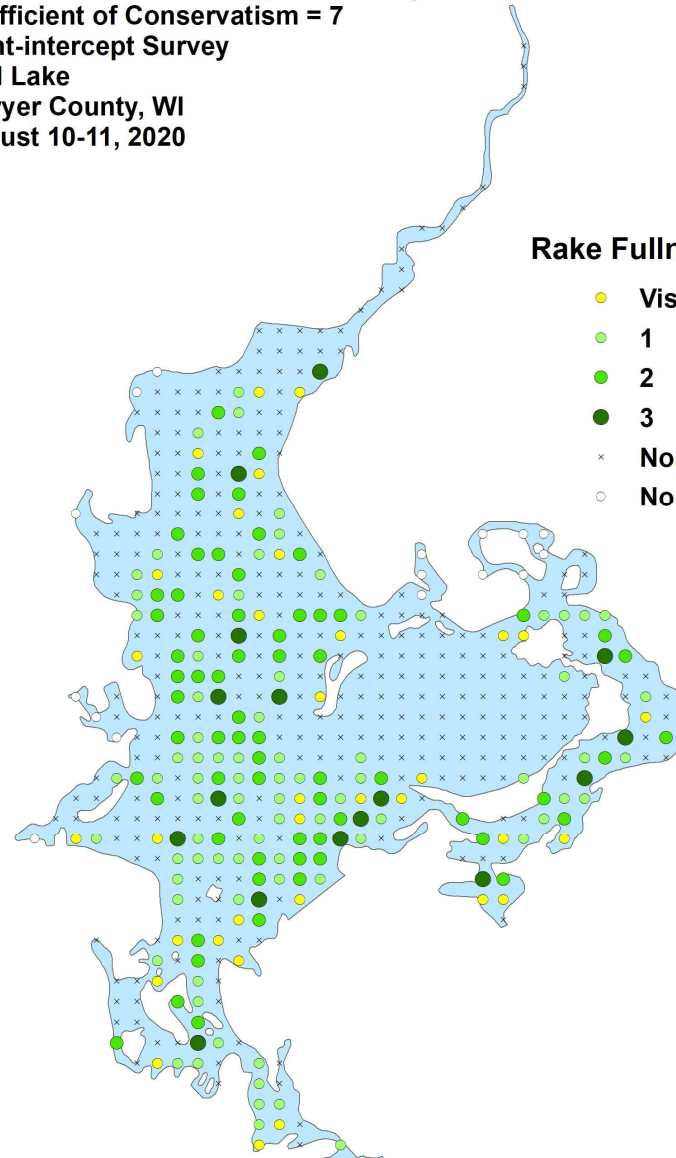 efficient of Conservatism = 7
nt-intercept Survey
d Lake
yer County, WI
ust 10-11, 2020
Rake Fulln
Vis
1
2
3
No
No